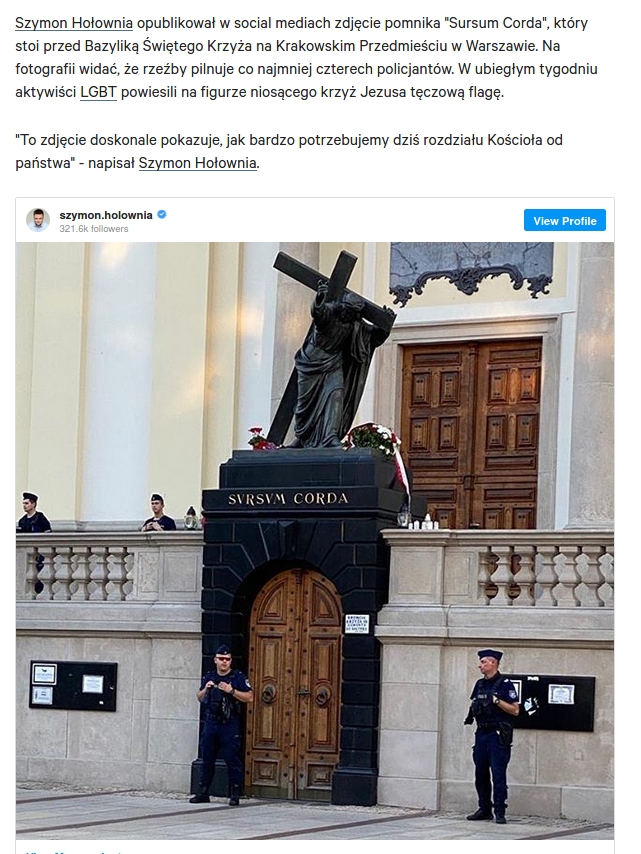 Szymon Hołownia opublikował w social mediach zdjęcie pomnika "Sursum Corda", który
stoi przed Bazyliką Świętego Krzyża na Krakowskim Przedmieściu w Warszawie. Na
fotografii widać, że rzeźby pilnuje co najmniej czterech policjantów. W ubiegłym tygodniu
aktywiści LGBT powiesili na figurze niosącego krzyż Jezusa tęczową flagę.
"To zdjęcie doskonale pokazuje, jak bardzo potrzebujemy dziś rozdziału Kościoła od
państwa" - napisał Szymon Hołownia.
szymon.holownia
321.6k followers
View Profile
SVRSVM CORDA